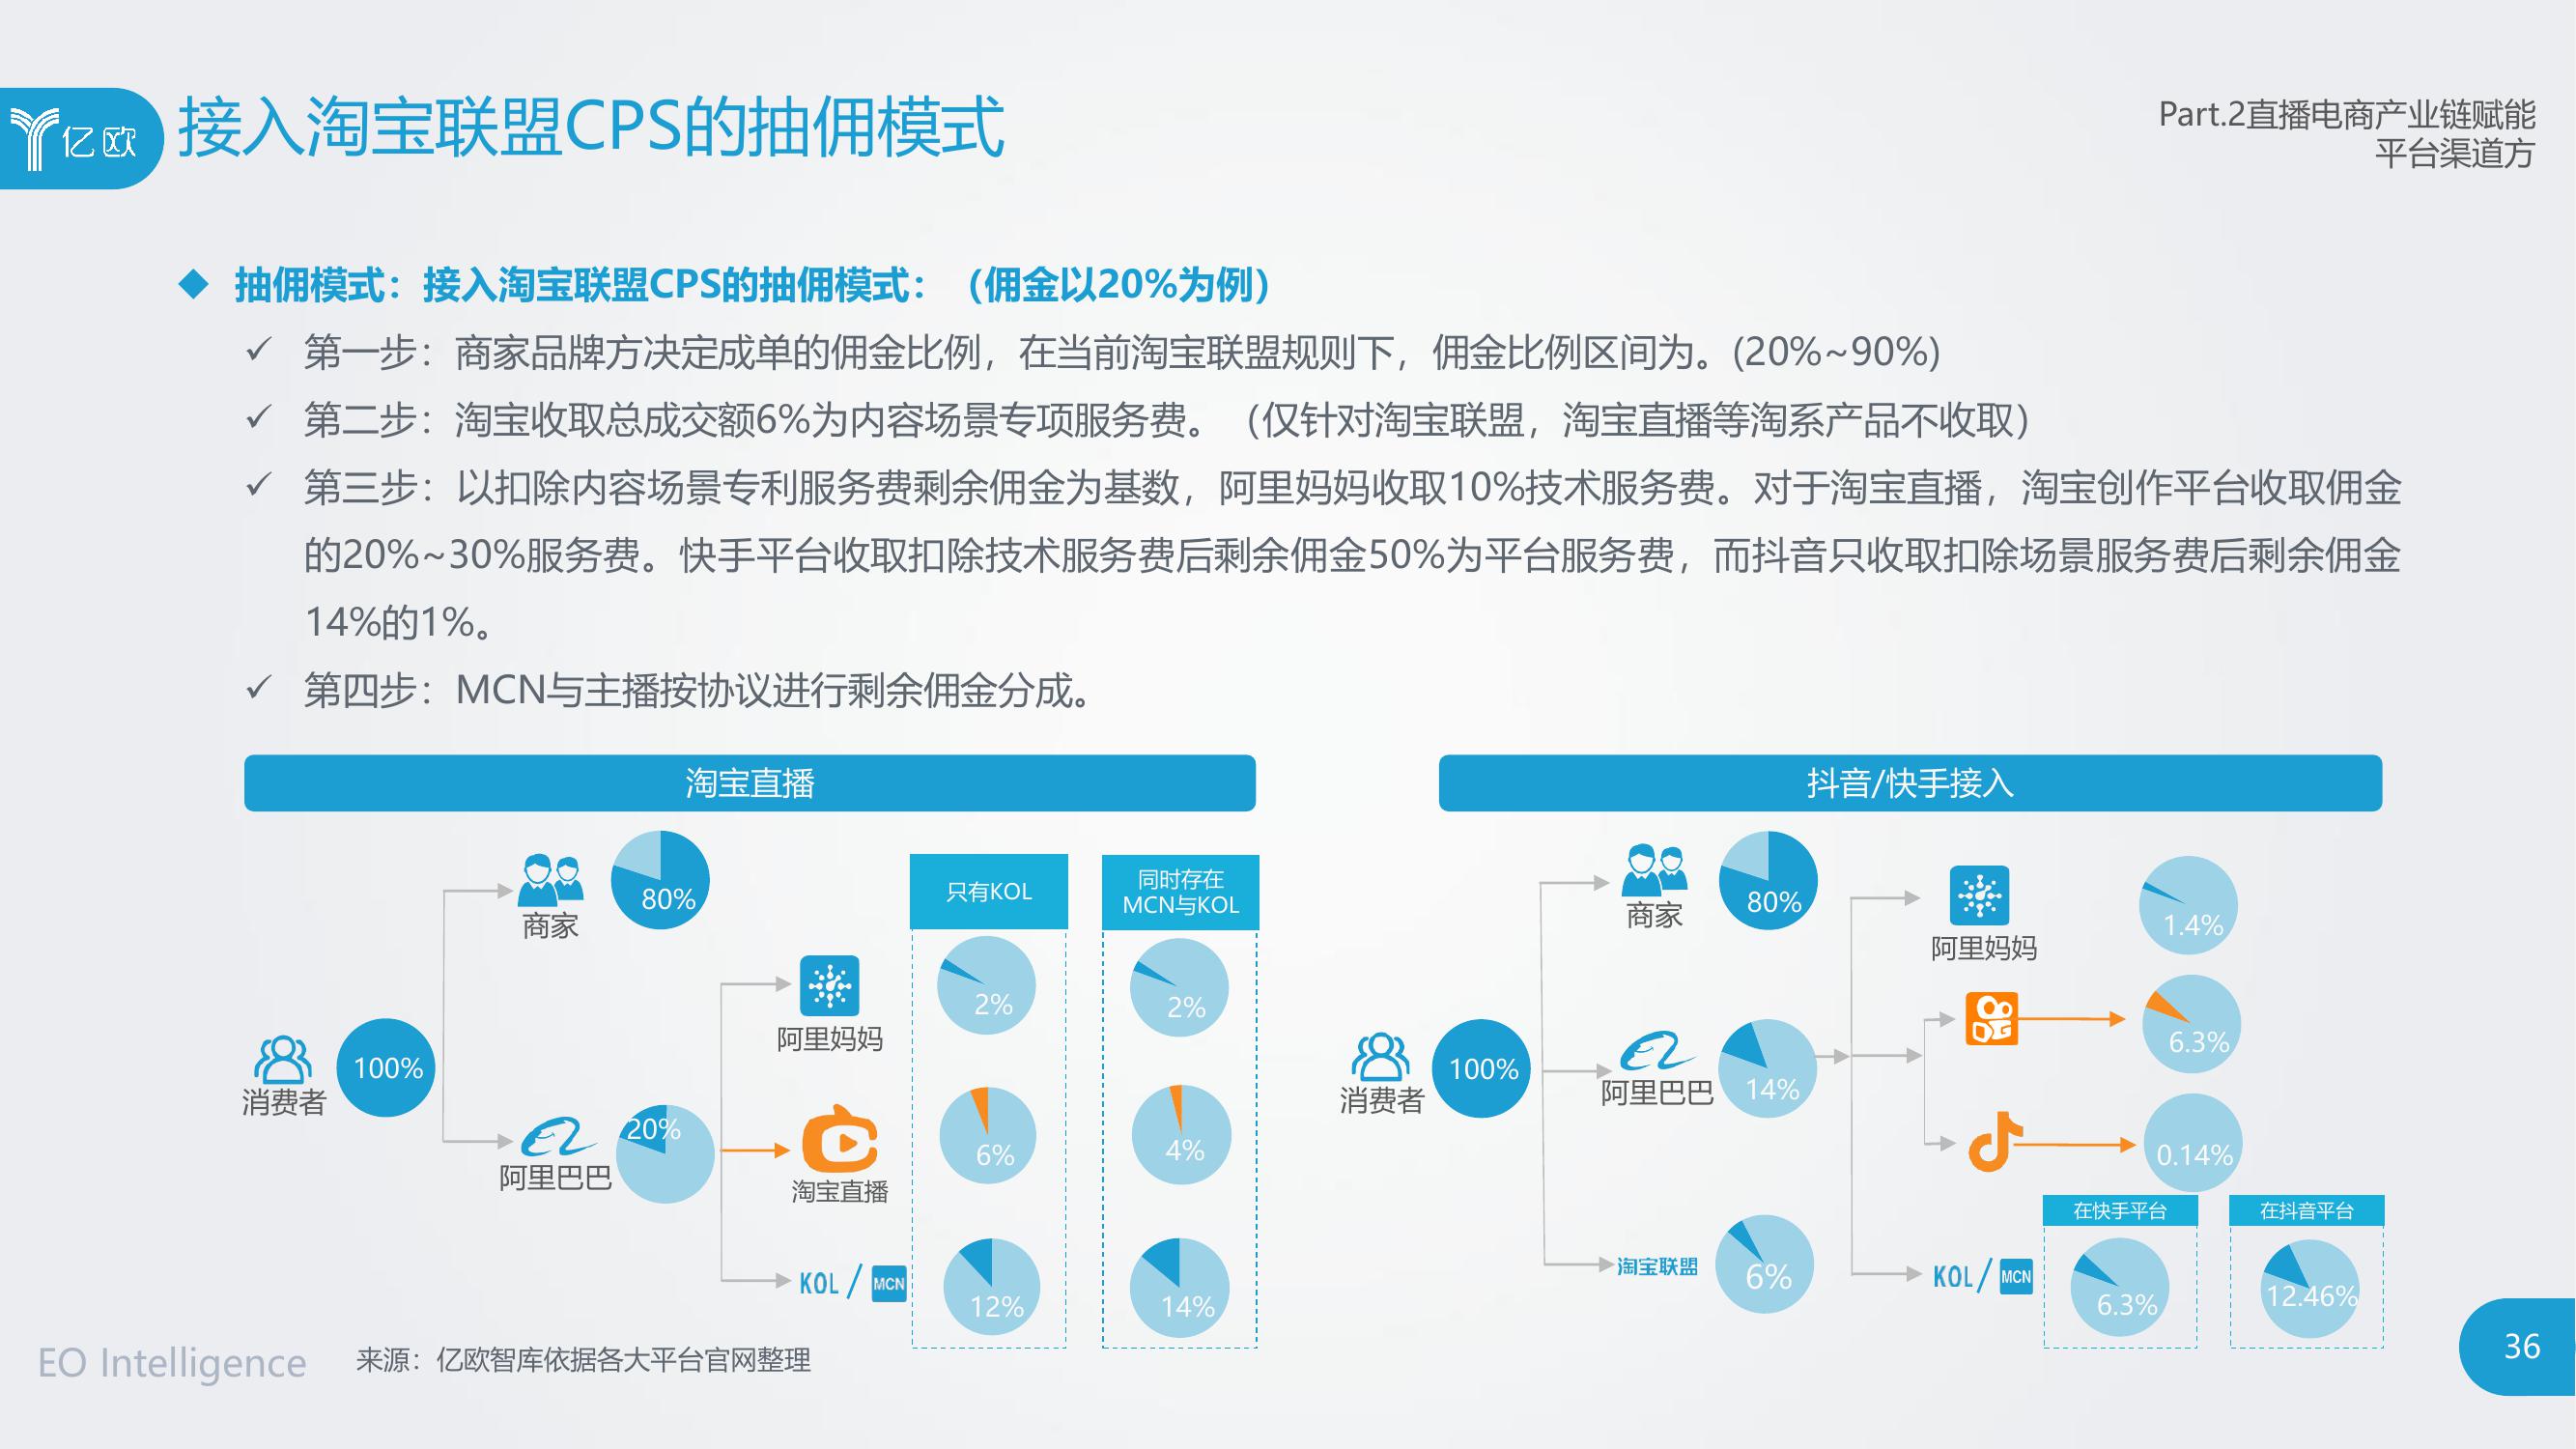 亿欧
接入淘宝联盟CPS的抽佣模式
Part.2直播电商产业链赋能
平台渠道方
抽佣模式：接入淘宝联盟CPS的抽佣模式：（佣金以20%为例）
第一步：商家品牌方决定成单的佣金比例，在当前淘宝联盟规则下，佣金比例区间为。(20%~90%)
第二步：淘宝收取总成交额6%为内容场景专项服务费。（仅针对淘宝联盟，淘宝直播等淘系产品不收取）
第三步：以扣除内容场景专利服务费剩余佣金为基数，阿里妈妈收取10%技术服务费。对于淘宝直播，淘宝创作平台收取佣金
的20%~30%服务费。快手平台收取扣除技术服务费后剩余佣金50%为平台服务费，而抖音只收取扣除场景服务费后剩余佣金
14%的1%。
第四步：MCN与主播按协议进行剩余佣金分成。
淘宝直播
消费者
100%
商家
80%
阿里巴巴
20%
阿里妈妈
淘宝直播
KOL / MCN
只有KOL
2%
6%
12%
同时存在
MCN与KOL
2%
4%
14%
抖音/快手接入
消费者
100%
商家
80%
阿里巴巴
14%
淘宝联盟
6%
阿里妈妈
1.4%
6.3%
0.14%
KOL / MCN
在快手平台
6.3%
在抖音平台
12.46%
EO Intelligence
来源：亿欧智库依据各大平台官网整理
36